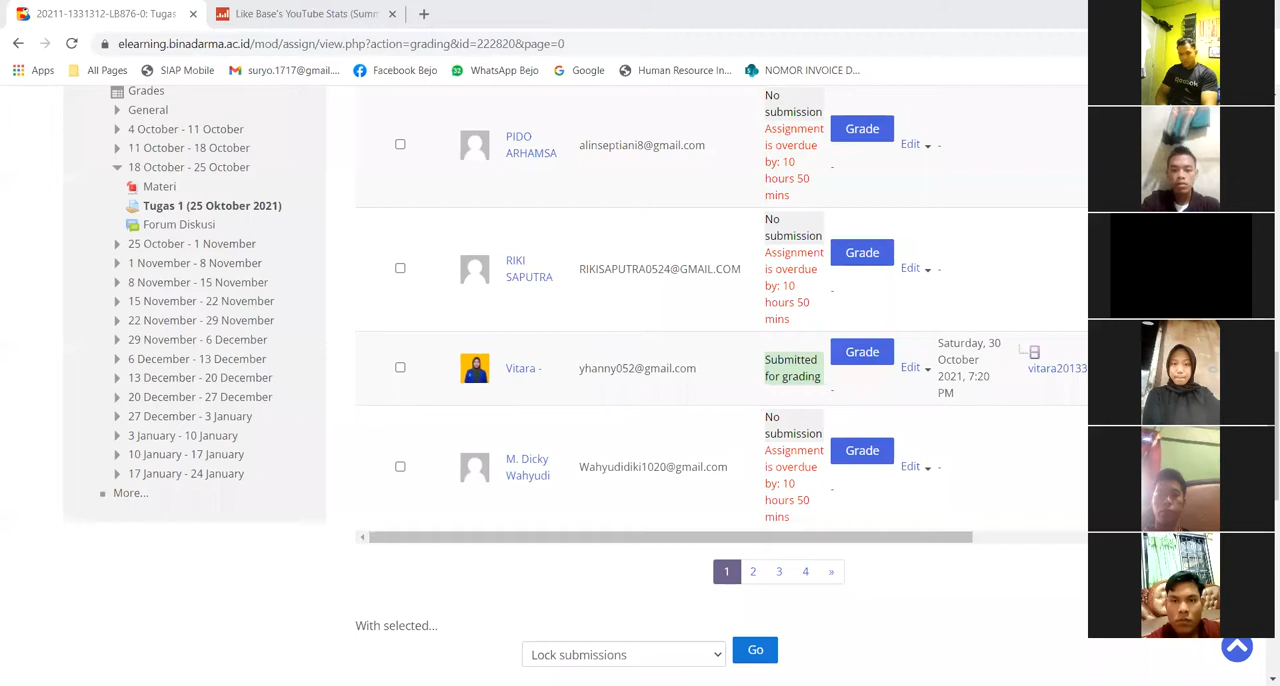 20211-1331312-LB876-0: Tugas
Like Base's YouTube Stats (Summ
elearning.binadarma.ac.id/mod/assign/view.php?action=grading&id=222820&page=0
Apps
All Pages
SIAP Mobile
suryo.1717@gmail....
Facebook Bejo
WhatsApp Bejo
Google
Human Resource In...
NOMOR INVOICE D...
Grades
General
4 October - 11 October
11 October - 18 October
18 October - 25 October
Materi
Tugas 1 (25 Oktober 2021)
Forum Diskusi
25 October - 1 November
1 November - 8 November
8 November - 15 November
15 November - 22 November
22 November - 29 November
29 November - 6 December
6 December - 13 December
13 December - 20 December
20 December - 27 December
27 December - 3 January
3 January - 10 January
10 January - 17 January
17 January - 24 January
More...
PIDO
ARHAMSA
alinseptiani8@gmail.com
No
submission
Assignment
is overdue
by: 10
hours 50
mins
Grade
-
Edit
-
RIKI
SAPUTRA
RIKISAPUTRA0524@GMAIL.COM
No
submission
Assignment
is overdue
by: 10
hours 50
mins
Grade
-
Edit
-
Vitara -
yhanny052@gmail.com
Submitted
for grading
Grade
-
Edit
Saturday, 30
October
2021, 7:20
PM
vitara20133
M. Dicky
Wahyudi
Wahyudidiki1020@gmail.com
No
submission
Assignment
is overdue
by: 10
hours 50
mins
Grade
-
Edit
-
1
2
3
4
»
With selected...
Lock submissions
Go